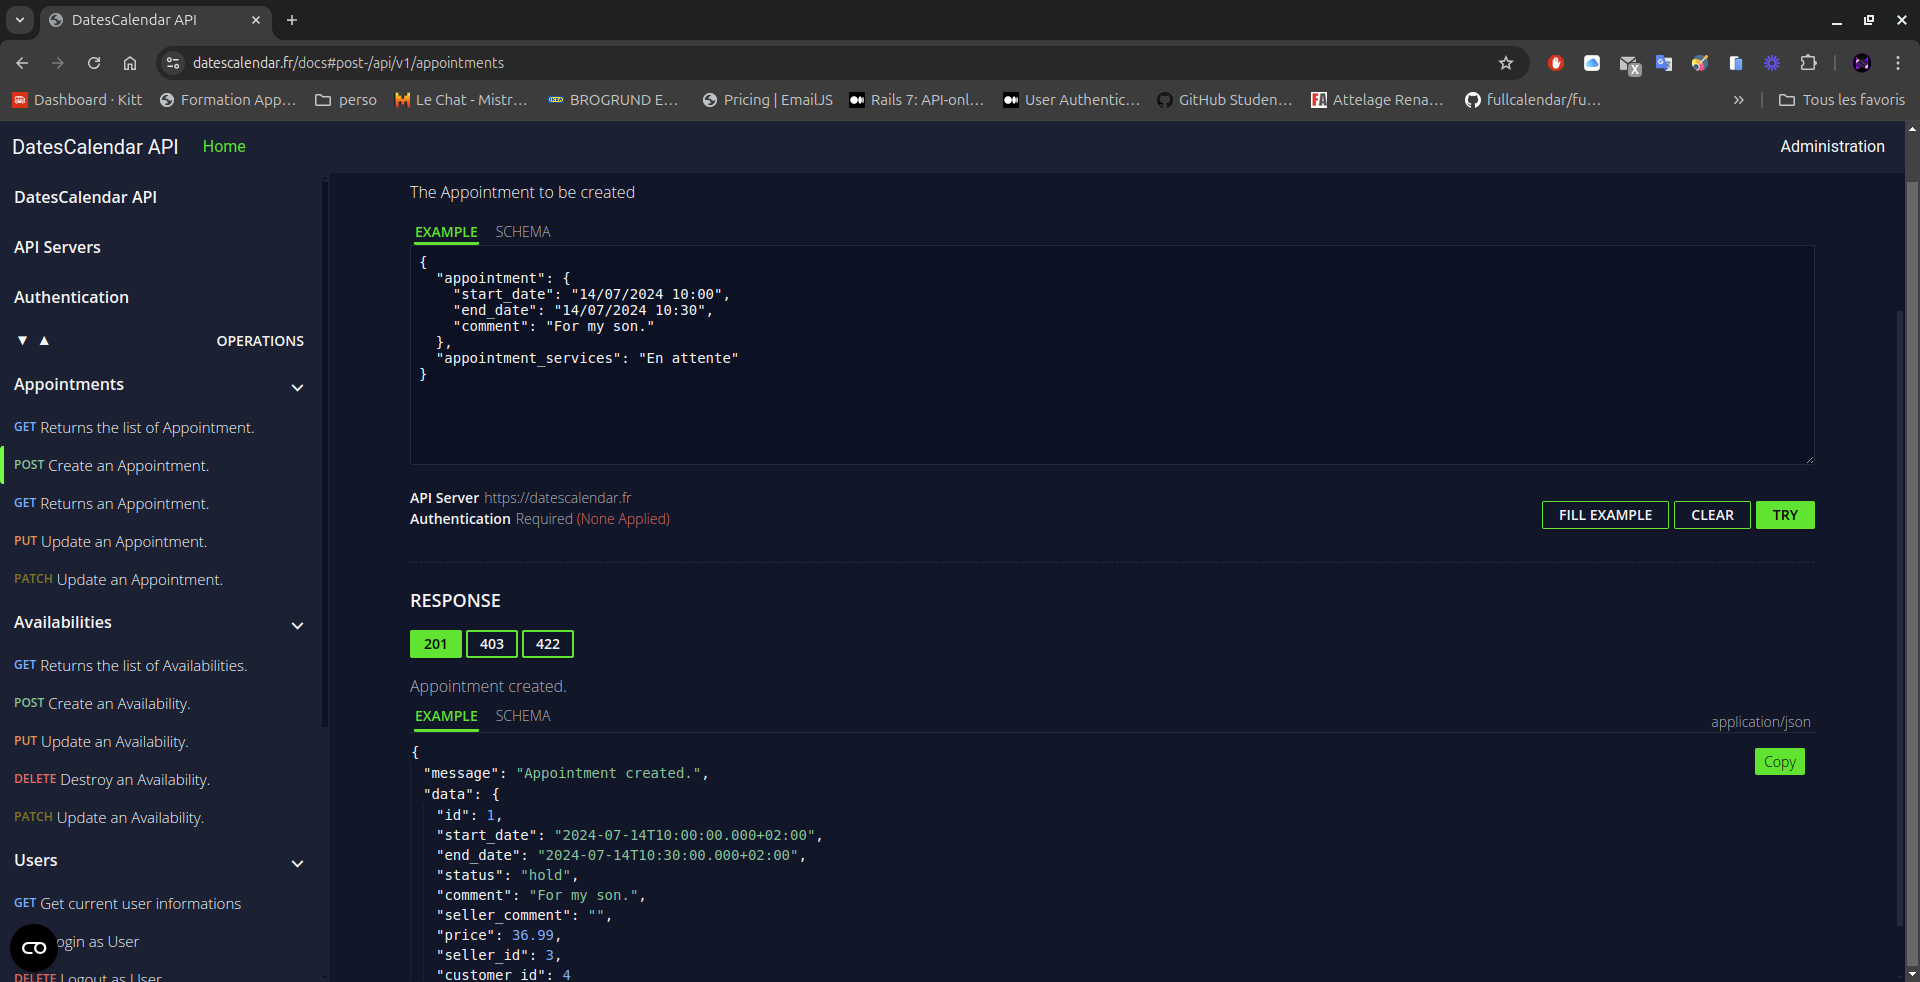 DatesCalendar API
datescalendar.fr/docs#post-/api/v1/appointments
Dashboard · Kitt
Formation App...
perso
Le Chat - Mistr...
BROGRUND E...
Pricing | EmailJS
Rails 7: API-onl...
User Authentic...
GitHub Studen...
Attelage Rena...
fullcalendar/fu...
»
Tous les favoris
DatesCalendar API
Home
Administration
DatesCalendar API
API Servers
Authentication
▼ ▲ OPERATIONS
Appointments
GET Returns the list of Appointment.
POST Create an Appointment.
GET Returns an Appointment.
PUT Update an Appointment.
PATCH Update an Appointment.
Availabilities
GET Returns the list of Availabilities.
POST Create an Availability.
PUT Update an Availability.
DELETE Destroy an Availability.
PATCH Update an Availability.
Users
GET Get current user informations
ogin as User
DELETE Logout as User
The Appointment to be created
EXAMPLE SCHEMA
{
"appointment": {
"start_date": "14/07/2024 10:00",
"end_date": "14/07/2024 10:30",
"comment": "For my son."
},
"appointment_services": "En attente"
}
API Server https://datescalendar.fr
Authentication Required (None Applied)
FILL EXAMPLE
CLEAR
TRY
RESPONSE
201
403
422
Appointment created.
EXAMPLE SCHEMA
application/json
Copy
{
"message": "Appointment created.",
"data": {
"id": 1,
"start_date": "2024-07-14T10:00:00.000+02:00",
"end_date": "2024-07-14T10:30:00.000+02:00",
"status": "hold",
"comment": "For my son.",
"seller_comment": "",
"price": 36.99,
"seller_id": 3,
"customer_id": 4